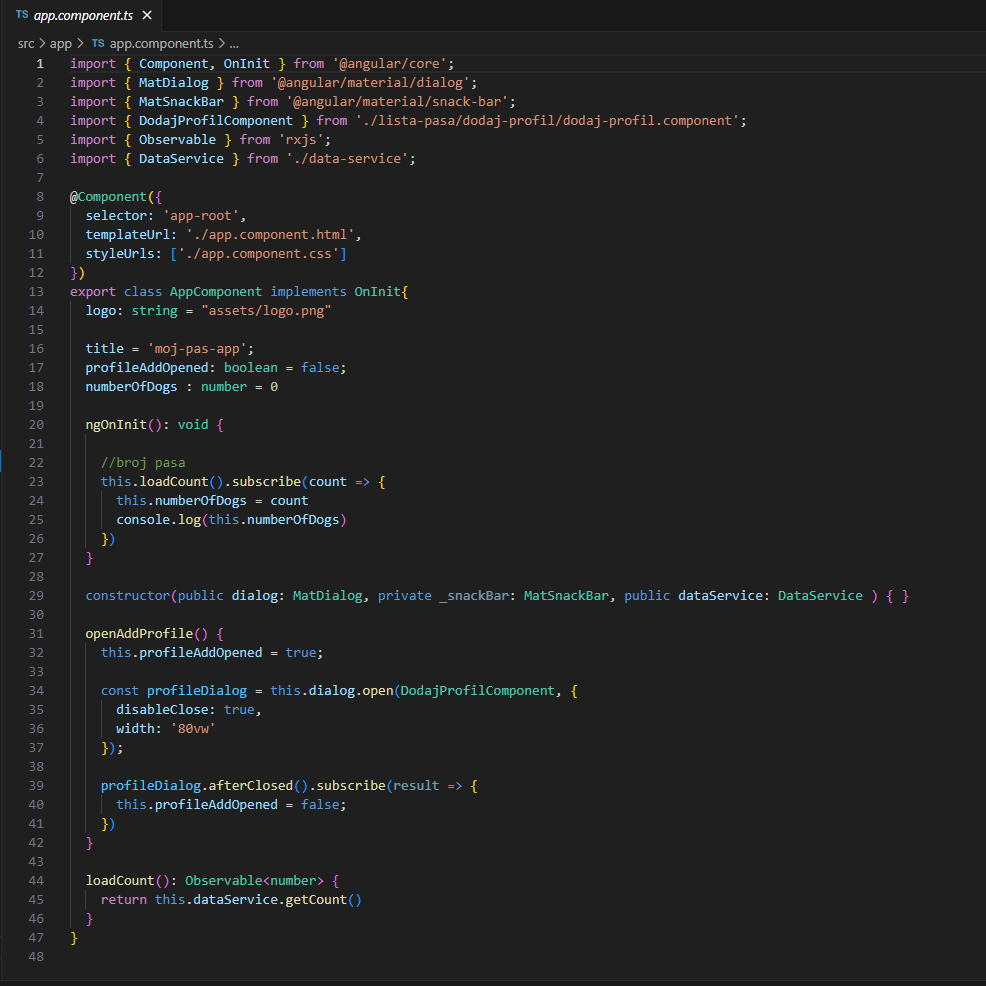 TS app.component.ts ×
src > app > TS app.component.ts > ...
1 import { Component, OnInit } from '@angular/core';
2 import { MatDialog } from '@angular/material/dialog';
3 import { MatSnackBar } from '@angular/material/snack-bar';
4 import { DodajProfilComponent } from './lista-pasa/dodaj-profil/dodaj-profil.component';
5 import { Observable } from 'rxjs';
6 import { DataService } from './data-service';
7
8 @Component({
9   selector: 'app-root',
10   templateUrl: './app.component.html',
11   styleUrls: ['./app.component.css']
12 })
13 export class AppComponent implements OnInit{
14   logo: string = "assets/logo.png"
15
16   title = 'moj-pas-app';
17   profileAddOpened: boolean = false;
18   numberOfDogs : number = 0
19
20   ngOnInit(): void {
21
22     //broj pasa
23     this.loadCount().subscribe(count => {
24       this.numberOfDogs = count
25       console.log(this.numberOfDogs)
26     })
27   }
28
29   constructor(public dialog: MatDialog, private _snackBar: MatSnackBar, public dataService: DataService ) { }
30
31   openAddProfile() {
32     this.profileAddOpened = true;
33
34     const profileDialog = this.dialog.open(DodajProfilComponent, {
35       disableClose: true,
36       width: '80vw'
37     });
38
39     profileDialog.afterClosed().subscribe(result => {
40       this.profileAddOpened = false;
41     })
42   }
43
44   loadCount(): Observable<number> {
45     return this.dataService.getCount()
46   }
47 }
48